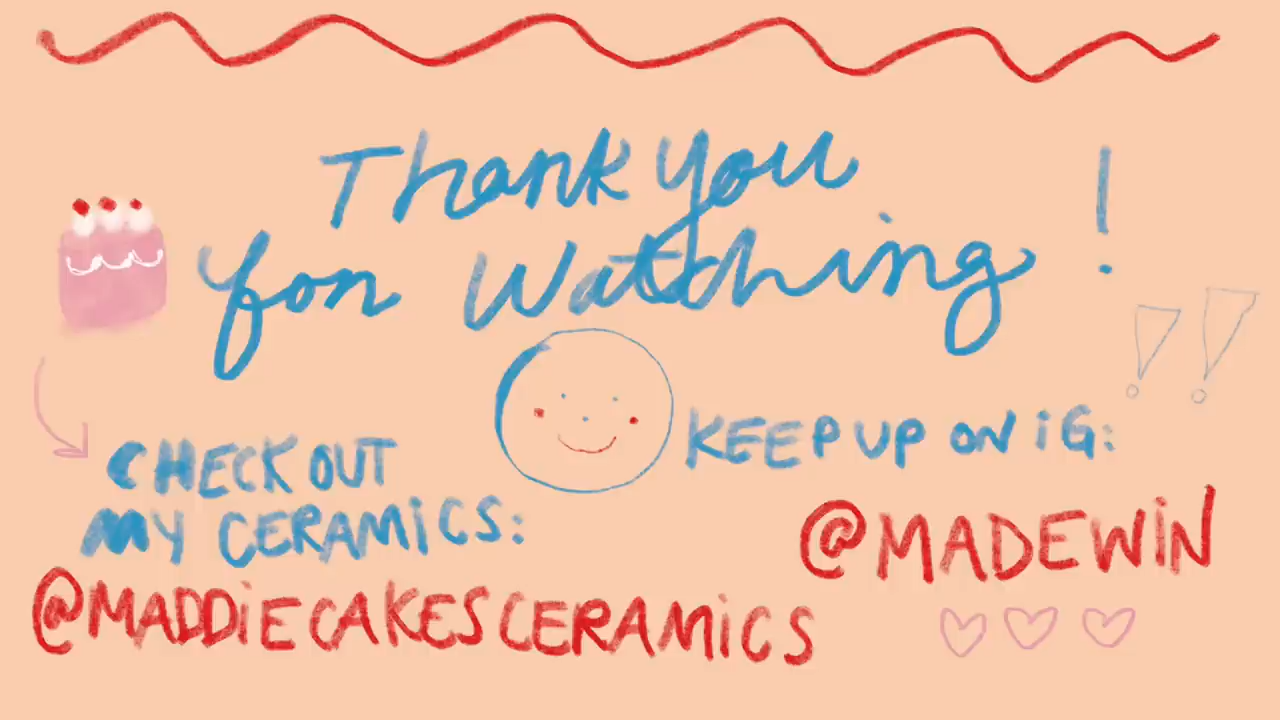 Thank you
for Watching!
CHECK OUT
MY CERAMICS:
@MADDiECAKESCERAMiCS
KEEP UP ON iG:
@MADEWiN